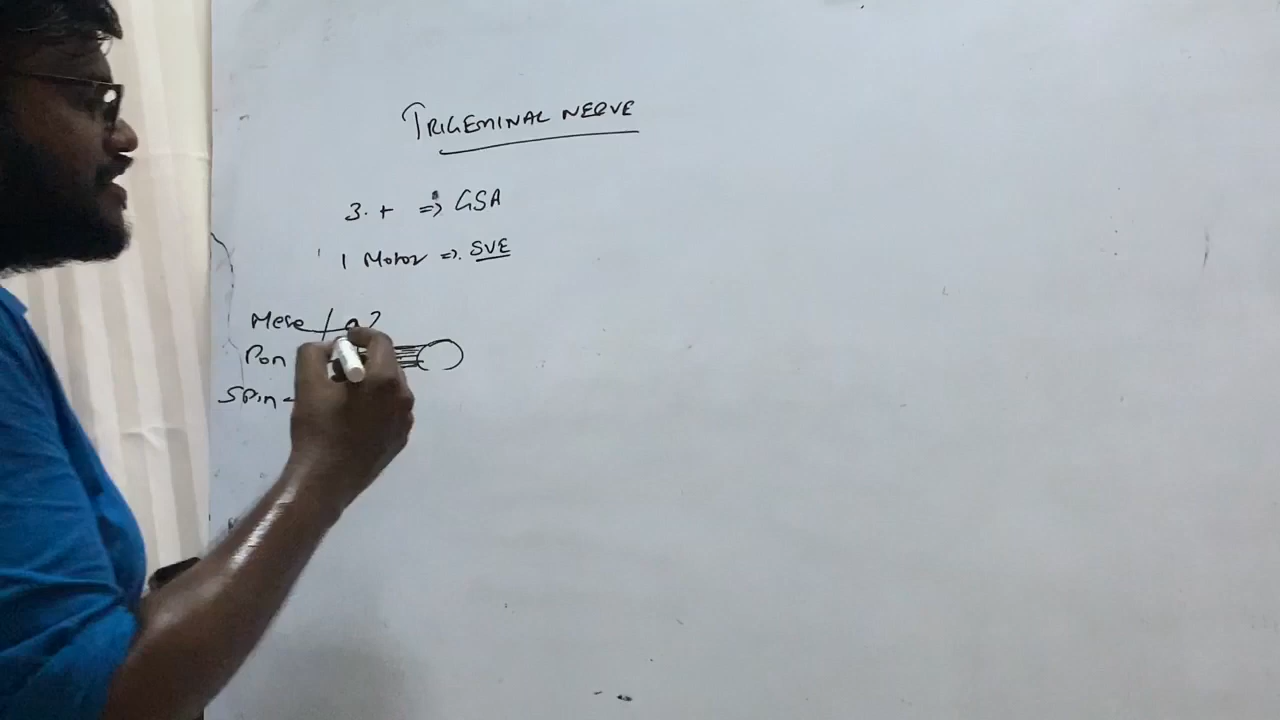 TRIGEMINAL NERVE
3. + => GSA
1 Motor => SVE
Mese
Pon
Spin